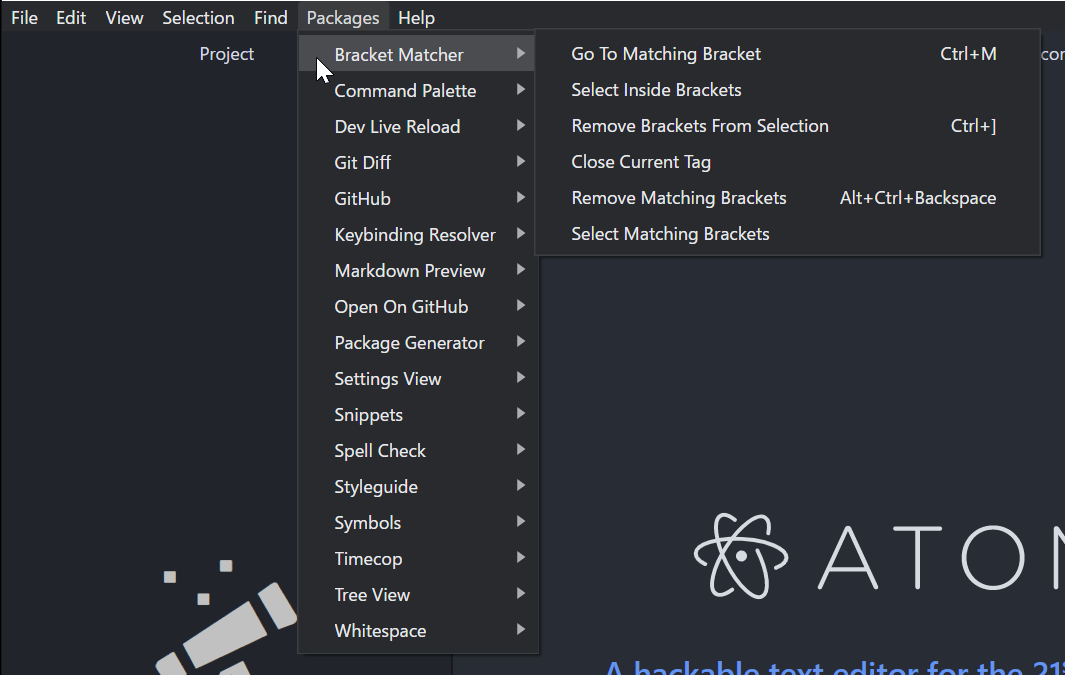 File Edit View Selection Find Packages Help
Project
Bracket Matcher
Command Palette
Dev Live Reload
Git Diff
GitHub
Keybinding Resolver
Markdown Preview
Open On GitHub
Package Generator
Settings View
Snippets
Spell Check
Styleguide
Symbols
Timecop
Tree View
Whitespace
Go To Matching Bracket Ctrl+M
Select Inside Brackets
Remove Brackets From Selection Ctrl+]
Close Current Tag
Remove Matching Brackets Alt+Ctrl+Backspace
Select Matching Brackets
ATOM
A hackable text editor for the 21